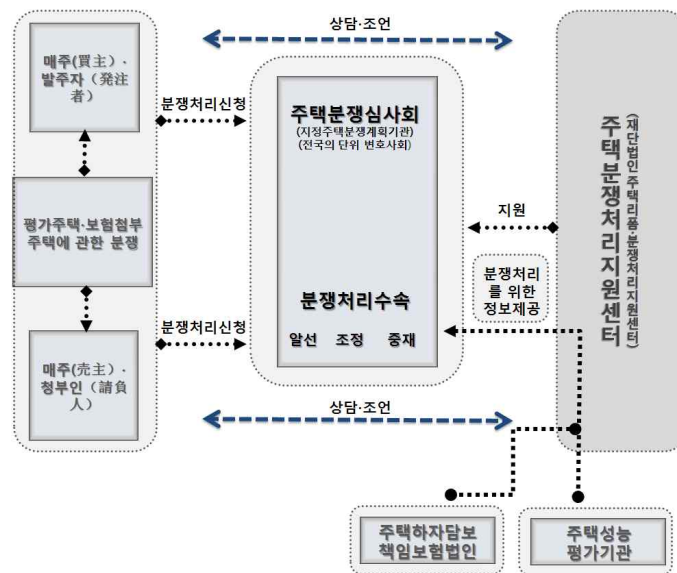 상담·조언
매주(買主)·
발주자（発注
者）
분쟁처리신청
평가주택·보험첨부
주택에 관한 분쟁
분쟁처리신청
매주(売主)·
청부인（請負
人）
주택분쟁심사회
(지정주택분쟁계획기관)
(전국의 단위 변호사회)
분쟁처리수속
알선 조정 중재
지원
분쟁처리
를 위한
정보제공
주택분쟁처리지원센터
(재단법인 주택리폼·분쟁처리지원센터)
상담·조언
주택하자담보
책임보험법인
주택성능
평가기관